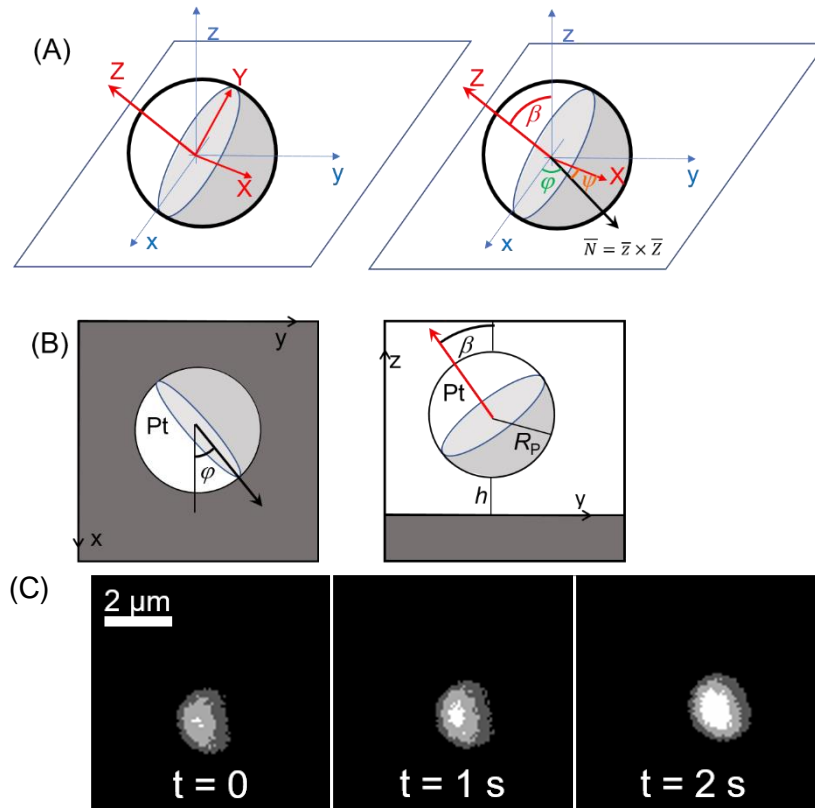 (A)
z
Z
Y
X
y
x
z
Z
β
X
ψ
φ
y
x
N̄ = z̄ × Z̄
(B)
y
Pt
φ
x
z
β
Pt
R_P
h
y
(C)
2 μm
t = 0
t = 1 s
t = 2 s